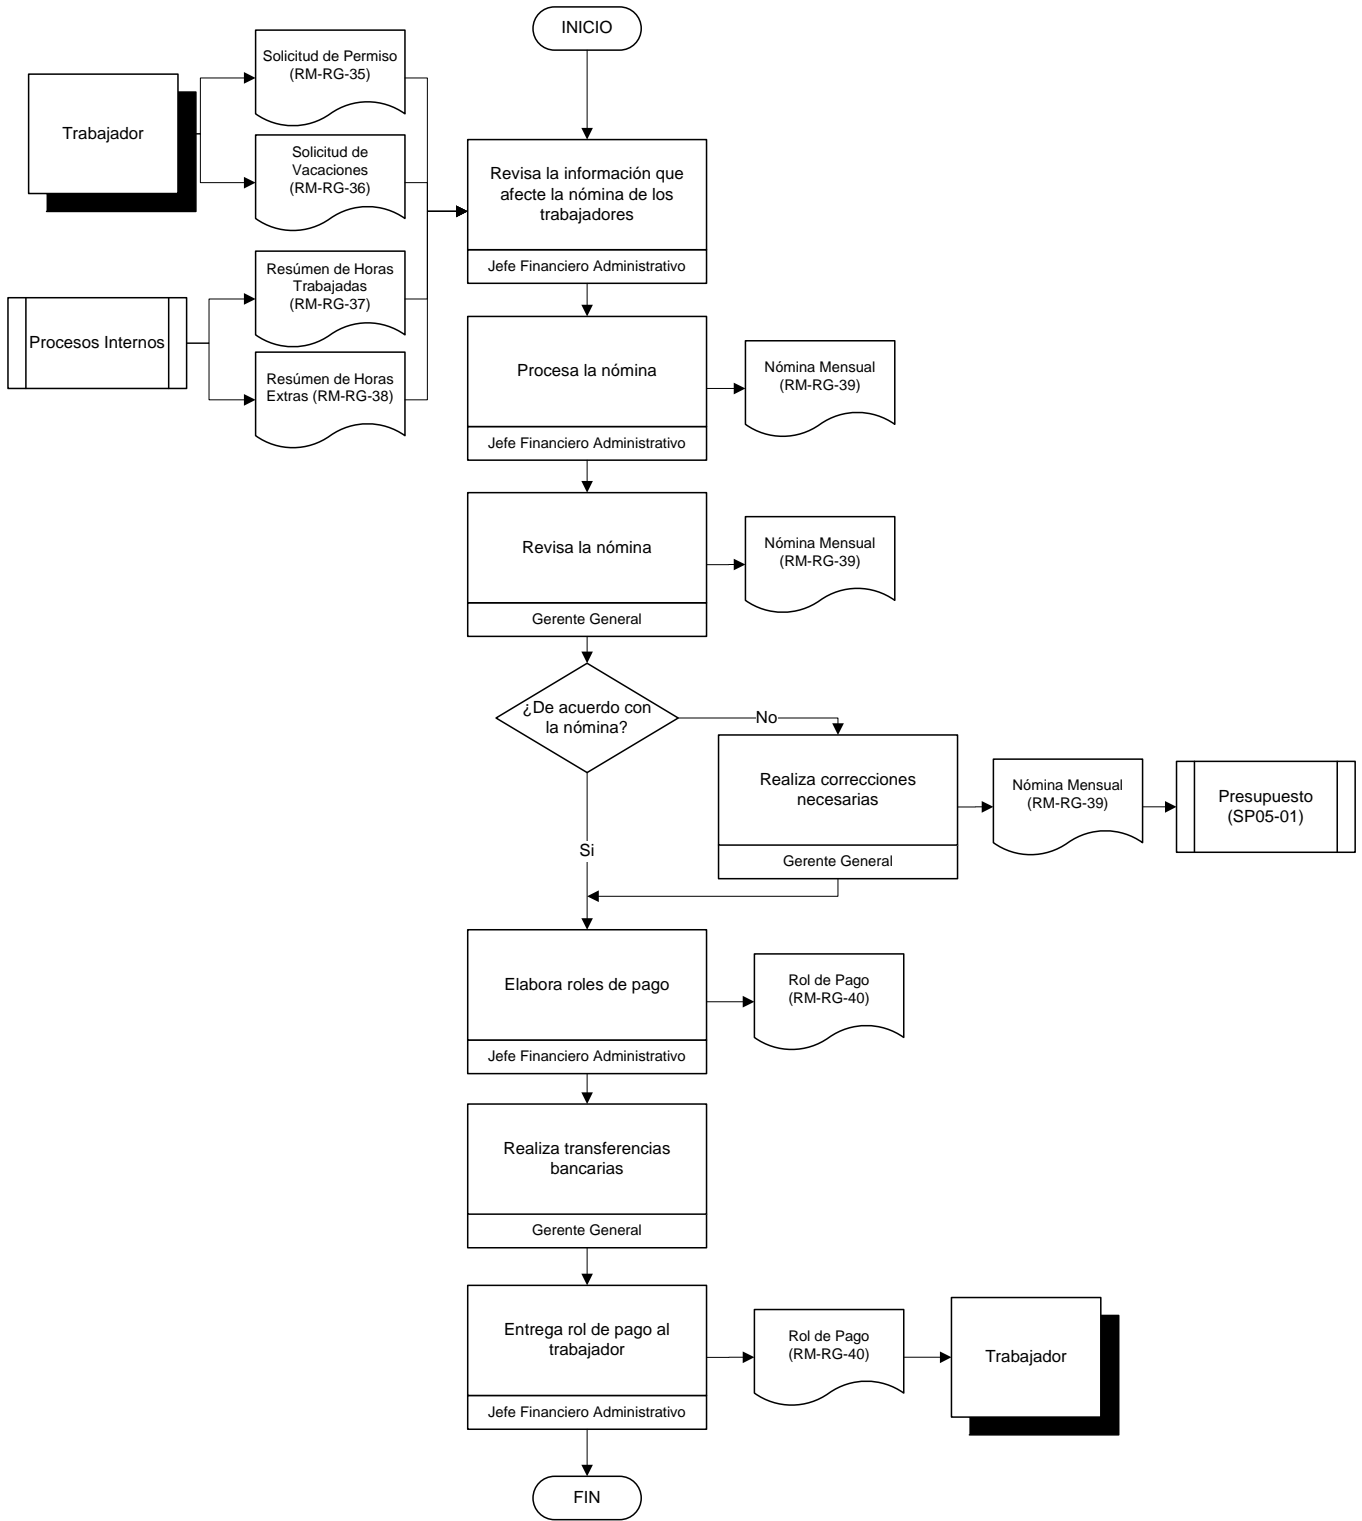 INICIO
Solicitud de Permiso
(RM-RG-35)
Trabajador
Solicitud de
Vacaciones
(RM-RG-36)
Revisa la información que
afecte la nómina de los
trabajadores
Jefe Financiero Administrativo
Resúmen de Horas
Trabajadas
(RM-RG-37)
Procesos Internos
Resúmen de Horas
Extras (RM-RG-38)
Procesa la nómina
Jefe Financiero Administrativo
Nómina Mensual
(RM-RG-39)
Revisa la nómina
Gerente General
Nómina Mensual
(RM-RG-39)
¿De acuerdo con
la nómina?
No
Realiza correcciones
necesarias
Gerente General
Nómina Mensual
(RM-RG-39)
Presupuesto
(SP05-01)
Si
Elabora roles de pago
Jefe Financiero Administrativo
Rol de Pago
(RM-RG-40)
Realiza transferencias
bancarias
Gerente General
Entrega rol de pago al
trabajador
Jefe Financiero Administrativo
Rol de Pago
(RM-RG-40)
Trabajador
FIN